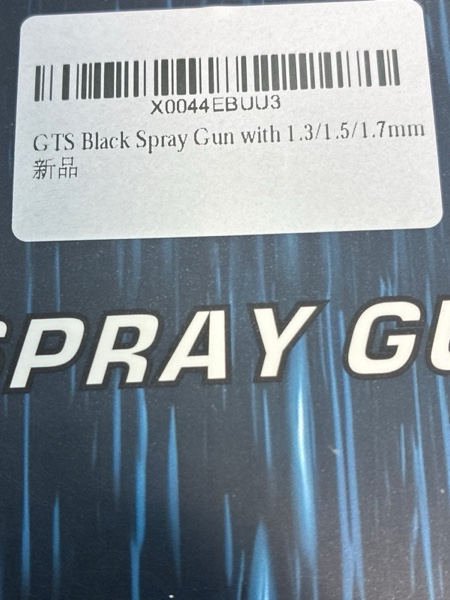 X0044EBUU3
GTS Black Spray Gun with 1.3/1.5/1.7mm
新品
SPRAY GU